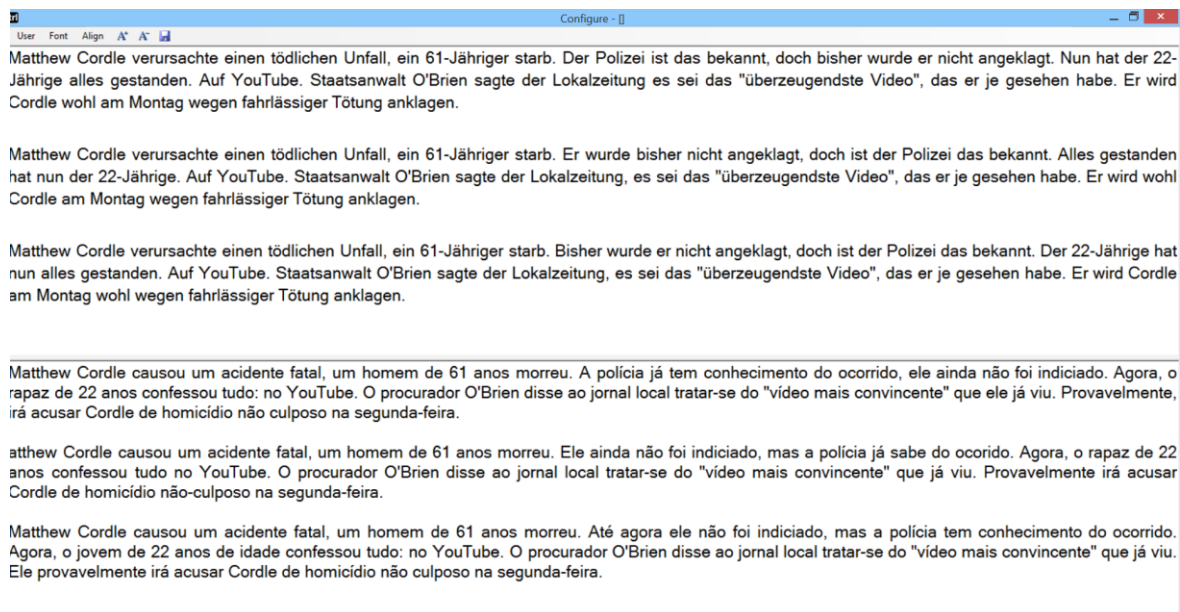 Configure - []
User Font Align A+ A-
Matthew Cordle verursachte einen tödlichen Unfall, ein 61-Jähriger starb. Der Polizei ist das bekannt, doch bisher wurde er nicht angeklagt. Nun hat der 22-
Jährige alles gestanden. Auf YouTube. Staatsanwalt O'Brien sagte der Lokalzeitung es sei das "überzeugendste Video", das er je gesehen habe. Er wird
Cordle wohl am Montag wegen fahrlässiger Tötung anklagen.
Matthew Cordle verursachte einen tödlichen Unfall, ein 61-Jähriger starb. Er wurde bisher nicht angeklagt, doch ist der Polizei das bekannt. Alles gestanden
hat nun der 22-Jährige. Auf YouTube. Staatsanwalt O'Brien sagte der Lokalzeitung, es sei das "überzeugendste Video", das er je gesehen habe. Er wird wohl
Cordle am Montag wegen fahrlässiger Tötung anklagen.
Matthew Cordle verursachte einen tödlichen Unfall, ein 61-Jähriger starb. Bisher wurde er nicht angeklagt, doch ist der Polizei das bekannt. Der 22-Jährige hat
nun alles gestanden. Auf YouTube. Staatsanwalt O'Brien sagte der Lokalzeitung, es sei das "überzeugendste Video", das er je gesehen habe. Er wird Cordle
am Montag wohl wegen fahrlässiger Tötung anklagen.
Matthew Cordle causou um acidente fatal, um homem de 61 anos morreu. A polícia já tem conhecimento do ocorrido, ele ainda não foi indiciado. Agora, o
rapaz de 22 anos confessou tudo: no YouTube. O procurador O'Brien disse ao jornal local tratar-se do "vídeo mais convincente" que ele já viu. Provavelmente,
irá acusar Cordle de homicídio não culposo na segunda-feira.
atthew Cordle causou um acidente fatal, um homem de 61 anos morreu. Ele ainda não foi indiciado, mas a polícia já sabe do ocorido. Agora, o rapaz de 22
anos confessou tudo no YouTube. O procurador O'Brien disse ao jornal local tratar-se do "vídeo mais convincente" que já viu. Provavelmente irá acusar
Cordle de homicídio não-culposo na segunda-feira.
Matthew Cordle causou um acidente fatal, um homem de 61 anos morreu. Até agora ele não foi indiciado, mas a polícia tem conhecimento do ocorrido.
Agora, o jovem de 22 anos de idade confessou tudo: no YouTube. O procurador O'Brien disse ao jornal local tratar-se do "vídeo mais convincente" que já viu.
Ele provavelmente irá acusar Cordle de homicídio não culposo na segunda-feira.